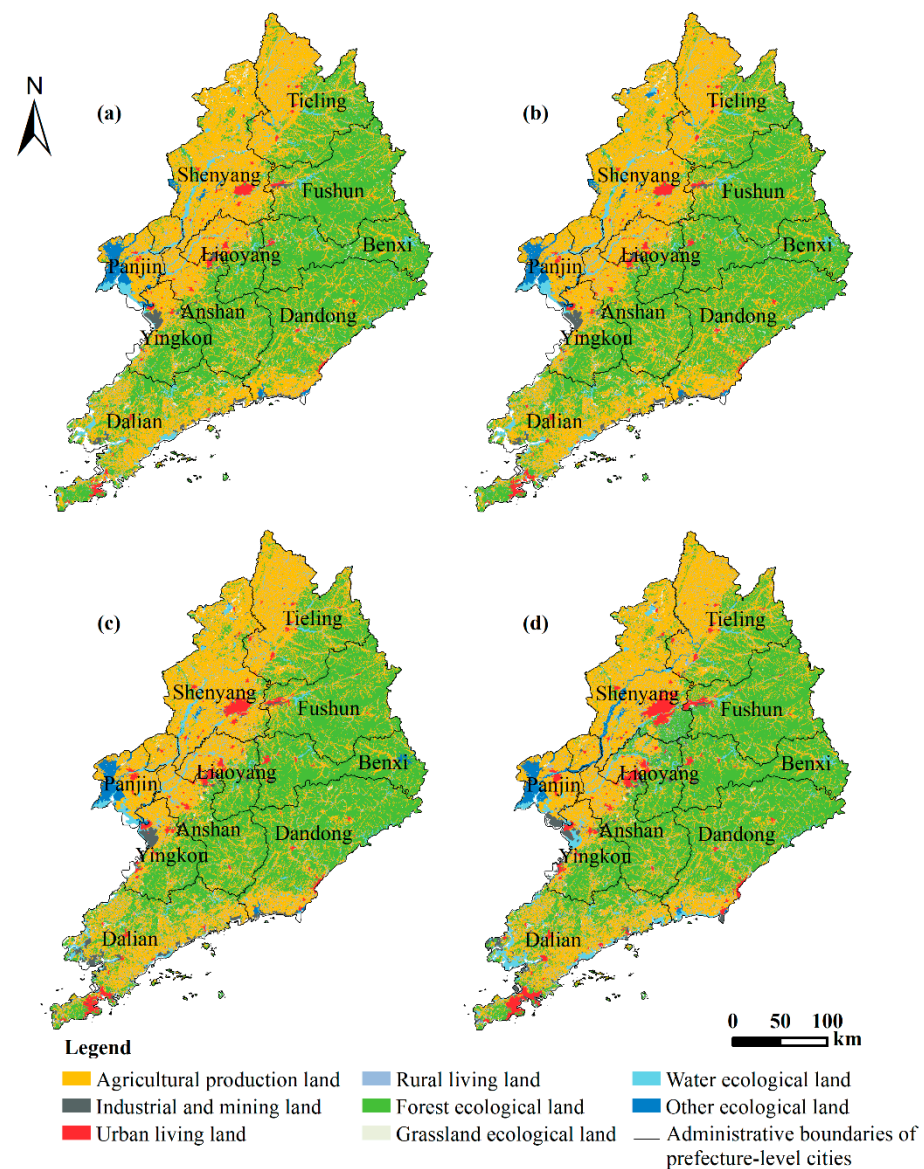 N
(a)
Tieling
Shenyang
Fushun
Benxi
Liaoyang
Panjin
Anshan
Dandong
Yingkou
Dalian
(b)
Tieling
Shenyang
Fushun
Benxi
Liaoyang
Panjin
Anshan
Dandong
Yingkou
Dalian
(c)
Tieling
Shenyang
Fushun
Benxi
Liaoyang
Panjin
Anshan
Dandong
Yingkou
Dalian
(d)
Tieling
Shenyang
Fushun
Benxi
Liaoyang
Panjin
Anshan
Dandong
Yingkou
Dalian
0 50 100
km
Legend
Agricultural production land
Industrial and mining land
Urban living land
Rural living land
Forest ecological land
Grassland ecological land
Water ecological land
Other ecological land
Administrative boundaries of
prefecture-level cities